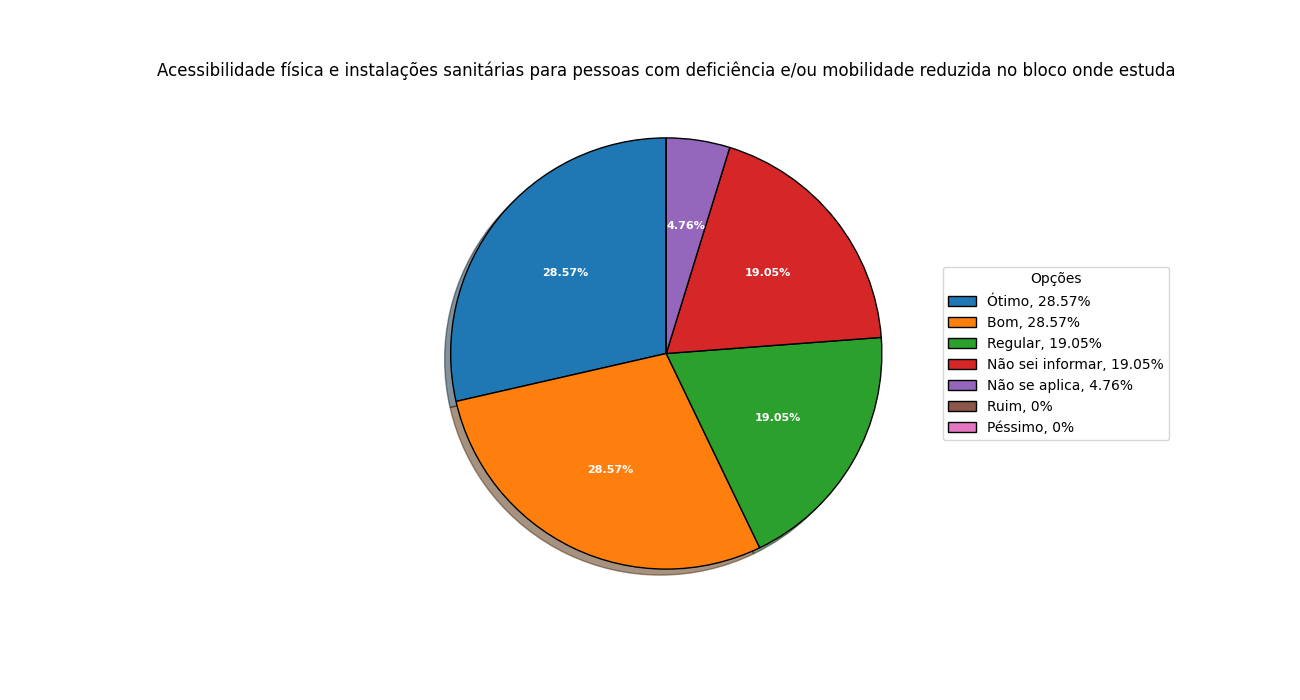 Acessibilidade física e instalações sanitárias para pessoas com deficiência e/ou mobilidade reduzida no bloco onde estuda
4.76%
28.57%
19.05%
19.05%
28.57%
Opções
Ótimo, 28.57%
Bom, 28.57%
Regular, 19.05%
Não sei informar, 19.05%
Não se aplica, 4.76%
Ruim, 0%
Péssimo, 0%